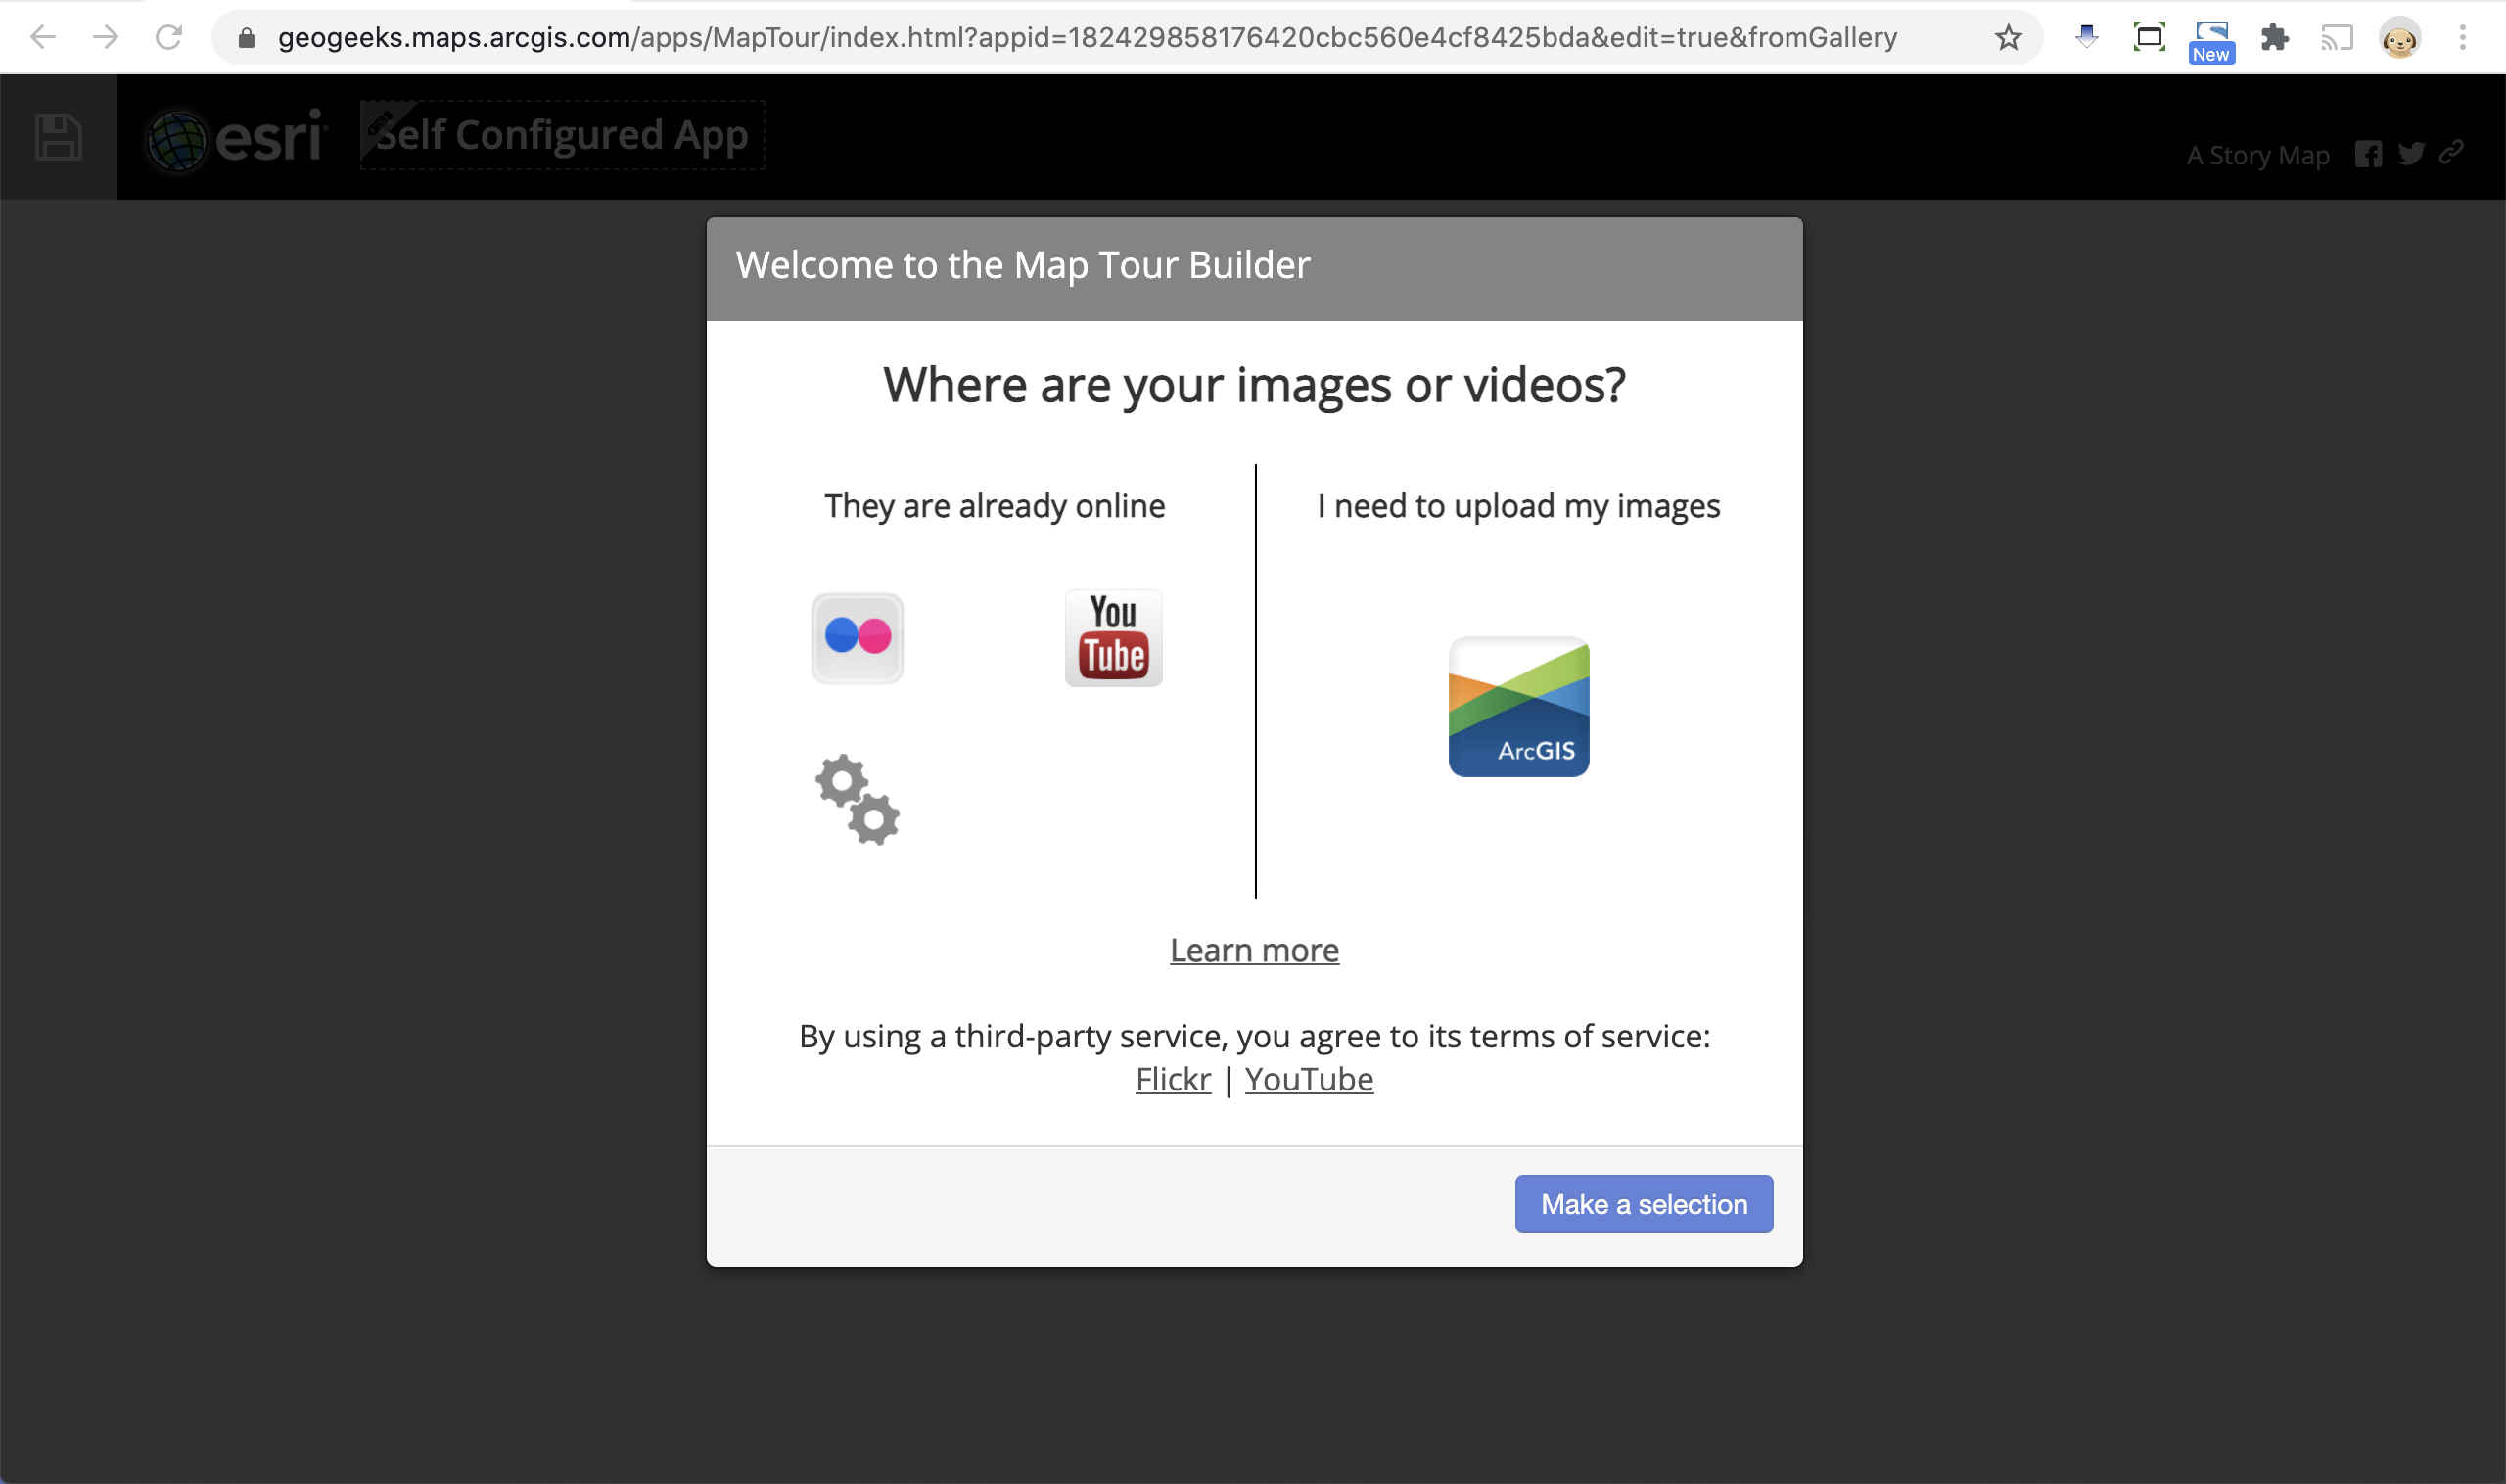 geogeeks.maps.arcgis.com/apps/MapTour/index.html?appid=182429858176420cbc560e4cf8425bda&edit=true&fromGallery
New
esri
Self Configured App
A Story Map
Welcome to the Map Tour Builder
Where are your images or videos?
They are already online
I need to upload my images
You
Tube
ArcGIS
Learn more
By using a third-party service, you agree to its terms of service:
Flickr | YouTube
Make a selection